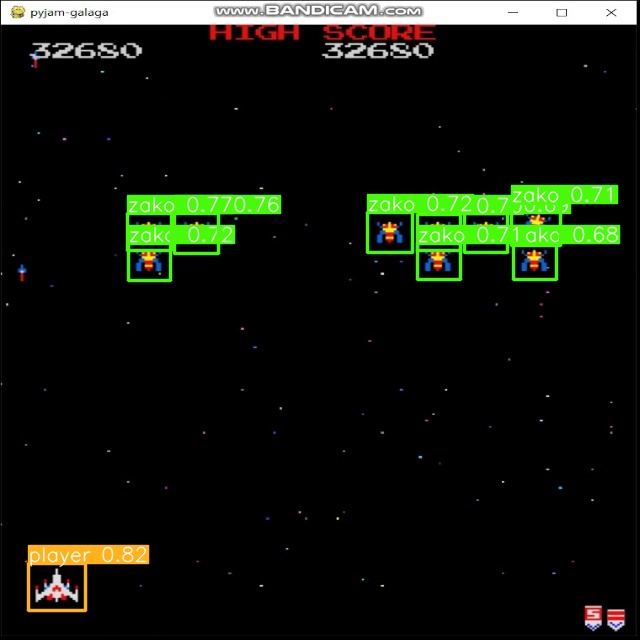 pyjam-galaga
www.BANDICAM.com
HIGH SCORE
32680 32680
zako 0.77 0.76 zako 0.72 zako 0.71
0.72 zako 0.71 zako 0.68
player 0.82
5